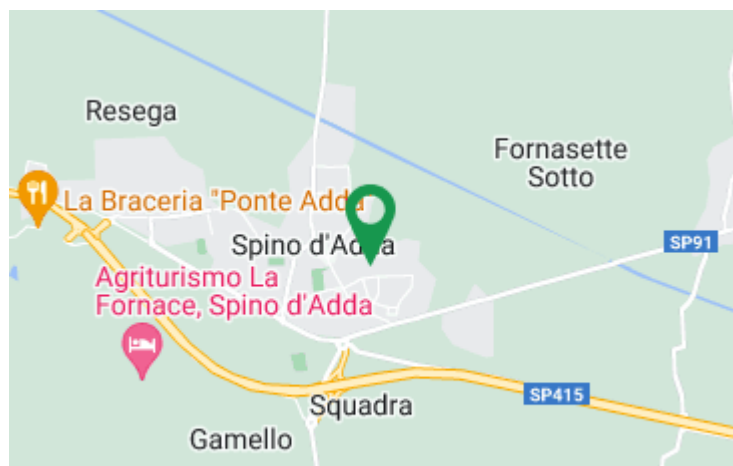 Resega
Fornasette
Sotto
La Braceria "Ponte Adda
Spino d'Adda
SP91
Agriturismo La
Fornace, Spino d'Adda
SP415
Squadra
Gamello